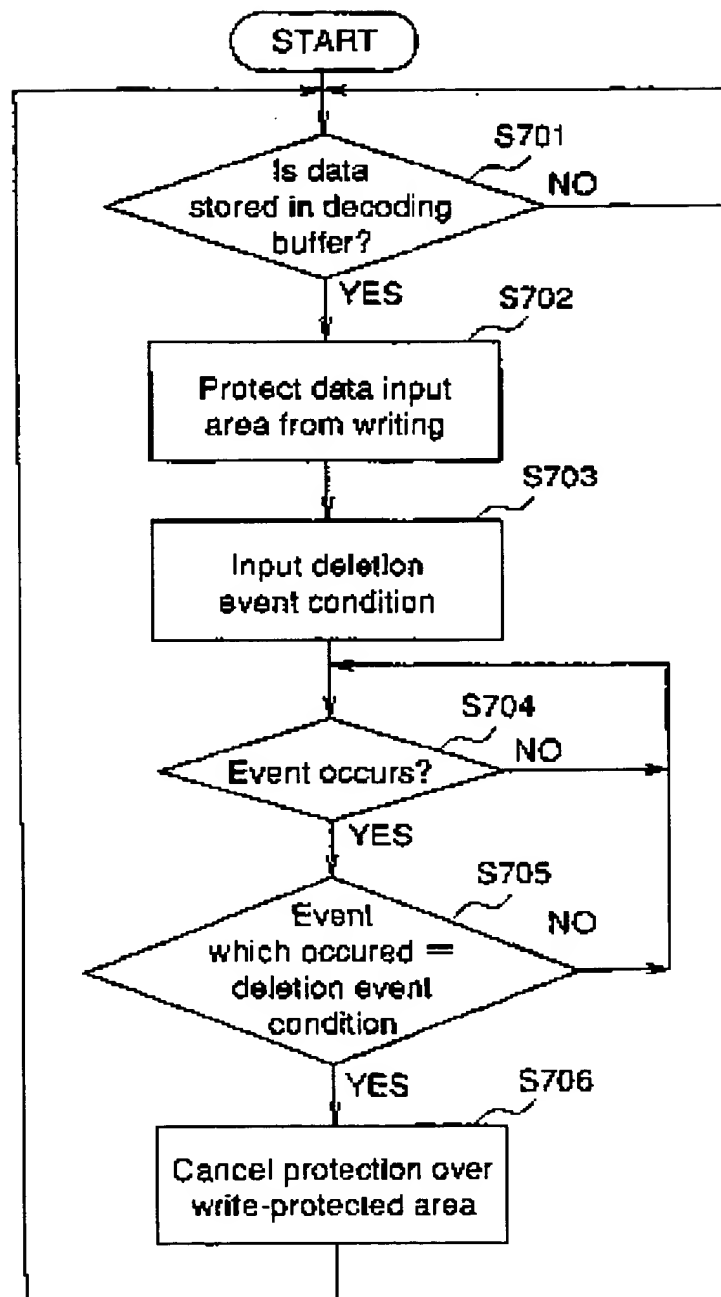 START
S701
Is data
stored in decoding
buffer?
NO
YES
S702
Protect data input
area from writing
S703
Input deletion
event condition
S704
Event occurs?
NO
YES
S705
Event
which occured =
deletion event
condition
NO
YES
S706
Cancel protection over
write-protected area